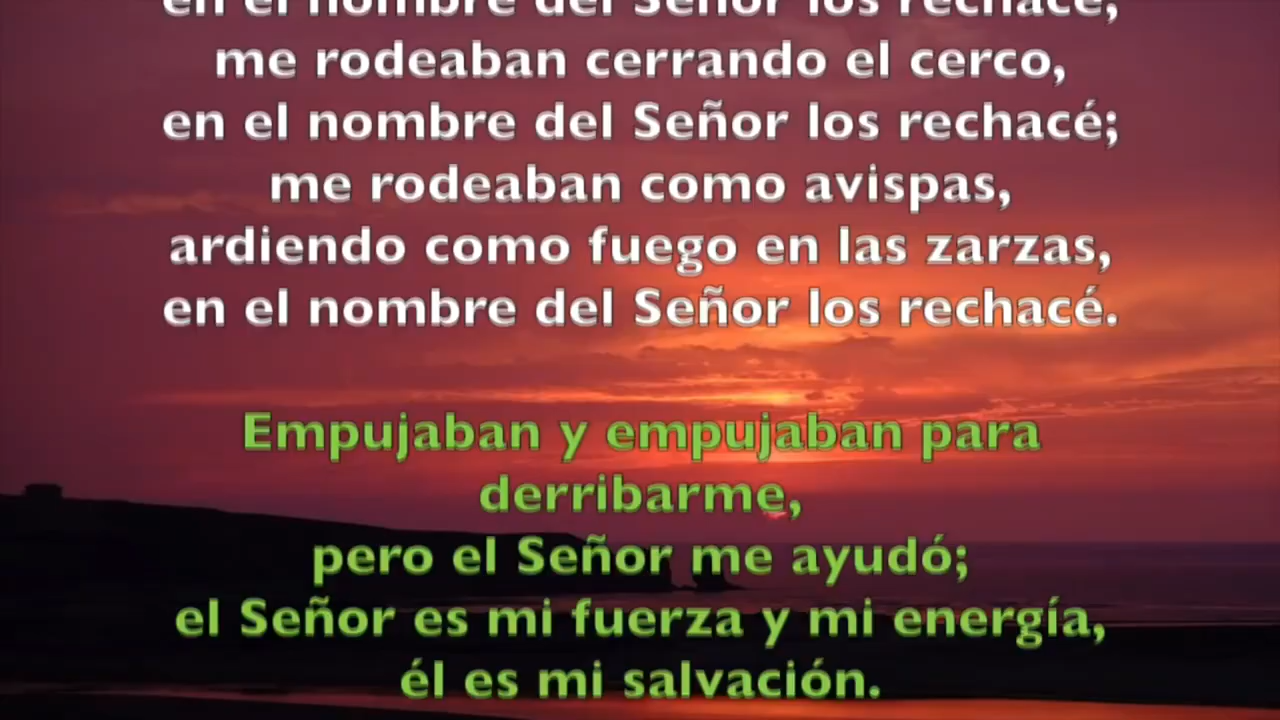 en el nombre del Señor los rechacé,
me rodeaban cerrando el cerco,
en el nombre del Señor los rechacé;
me rodeaban como avispas,
ardiendo como fuego en las zarzas,
en el nombre del Señor los rechacé.
Empujaban y empujaban para
derribarme,
pero el Señor me ayudó;
el Señor es mi fuerza y mi energía,
él es mi salvación.